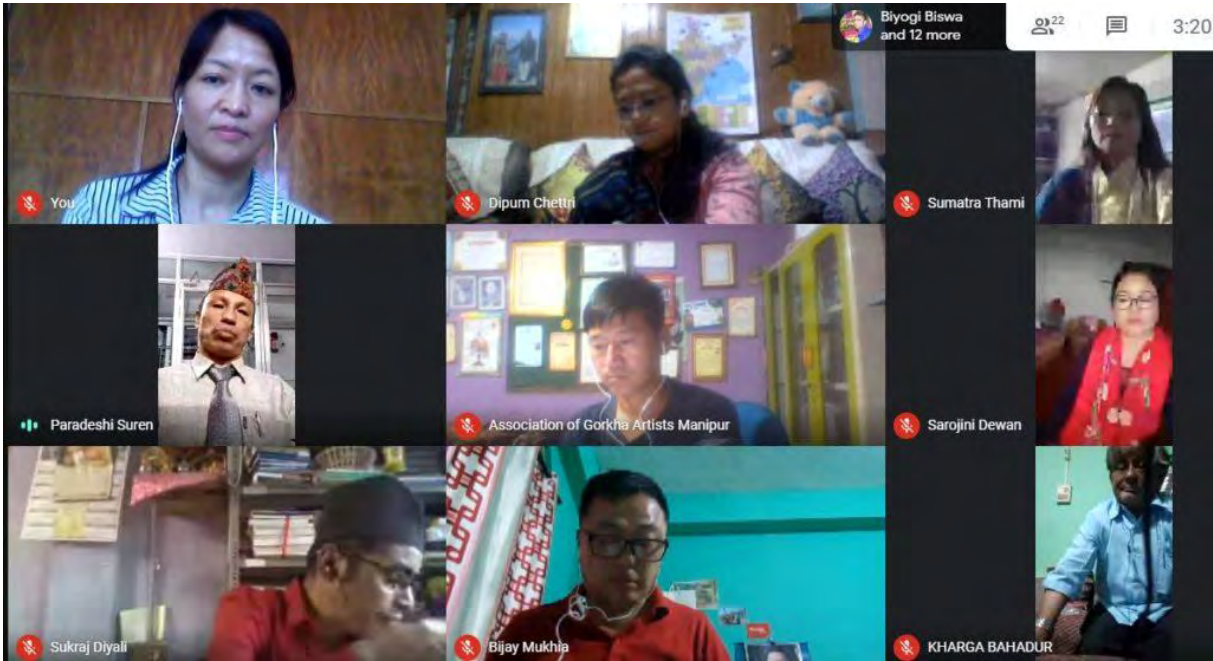 Biyogi Biswa
and 12 more
22
3:20
You
Dipum Chettri
Sumatra Thami
Paradeshi Suren
Association of Gorkha Artists Manipur
Sarojini Dewan
Sukraj Diyali
Bijay Mukhia
KHARGA BAHADUR